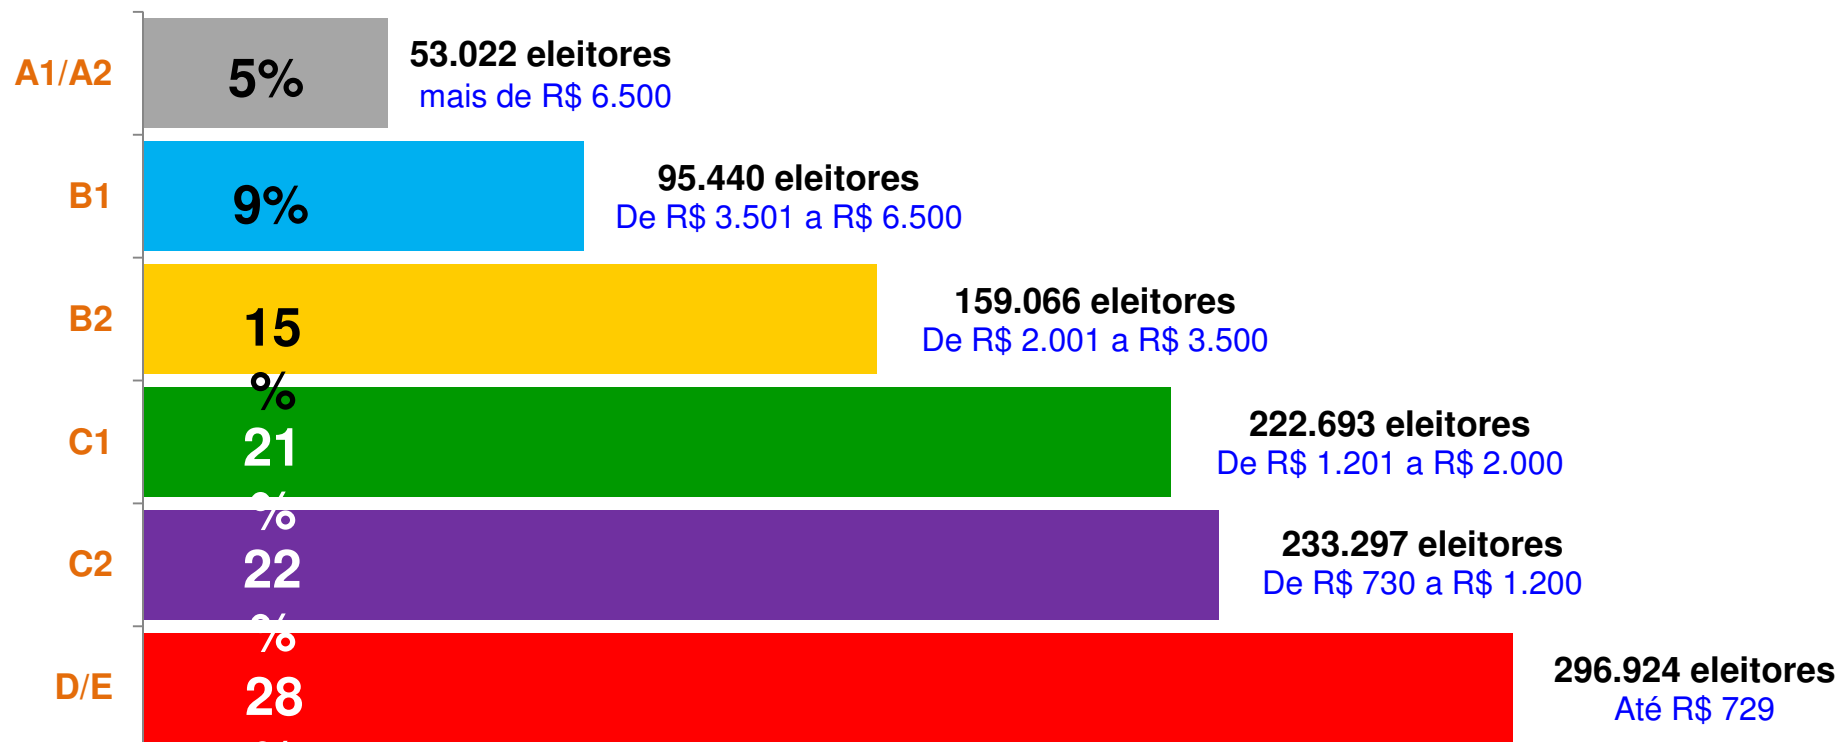 A1/A2
5%
53.022 eleitores
mais de R$ 6.500
B1
9%
95.440 eleitores
De R$ 3.501 a R$ 6.500
B2
15
%
159.066 eleitores
De R$ 2.001 a R$ 3.500
C1
21
%
222.693 eleitores
De R$ 1.201 a R$ 2.000
C2
22
%
233.297 eleitores
De R$ 730 a R$ 1.200
D/E
28
296.924 eleitores
Até R$ 729